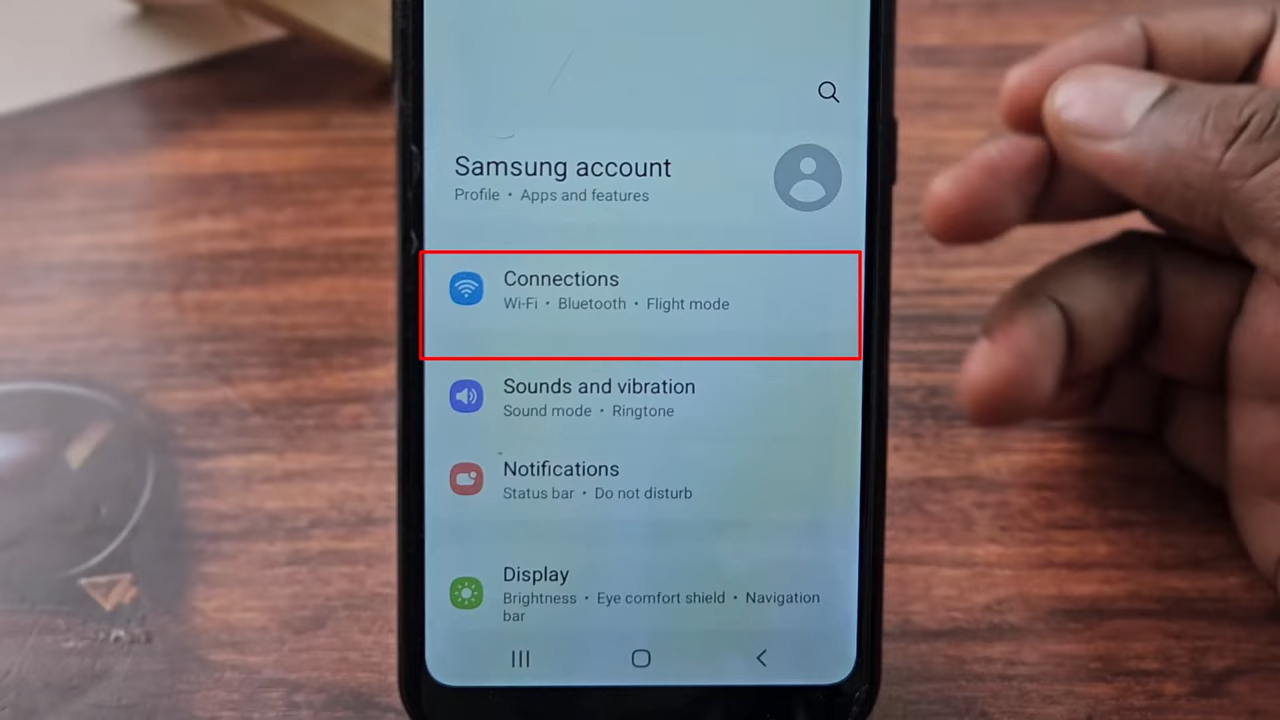 Samsung account
Profile • Apps and features
Connections
Wi-Fi • Bluetooth • Flight mode
Sounds and vibration
Sound mode • Ringtone
Notifications
Status bar • Do not disturb
Display
Brightness • Eye comfort shield • Navigation
bar